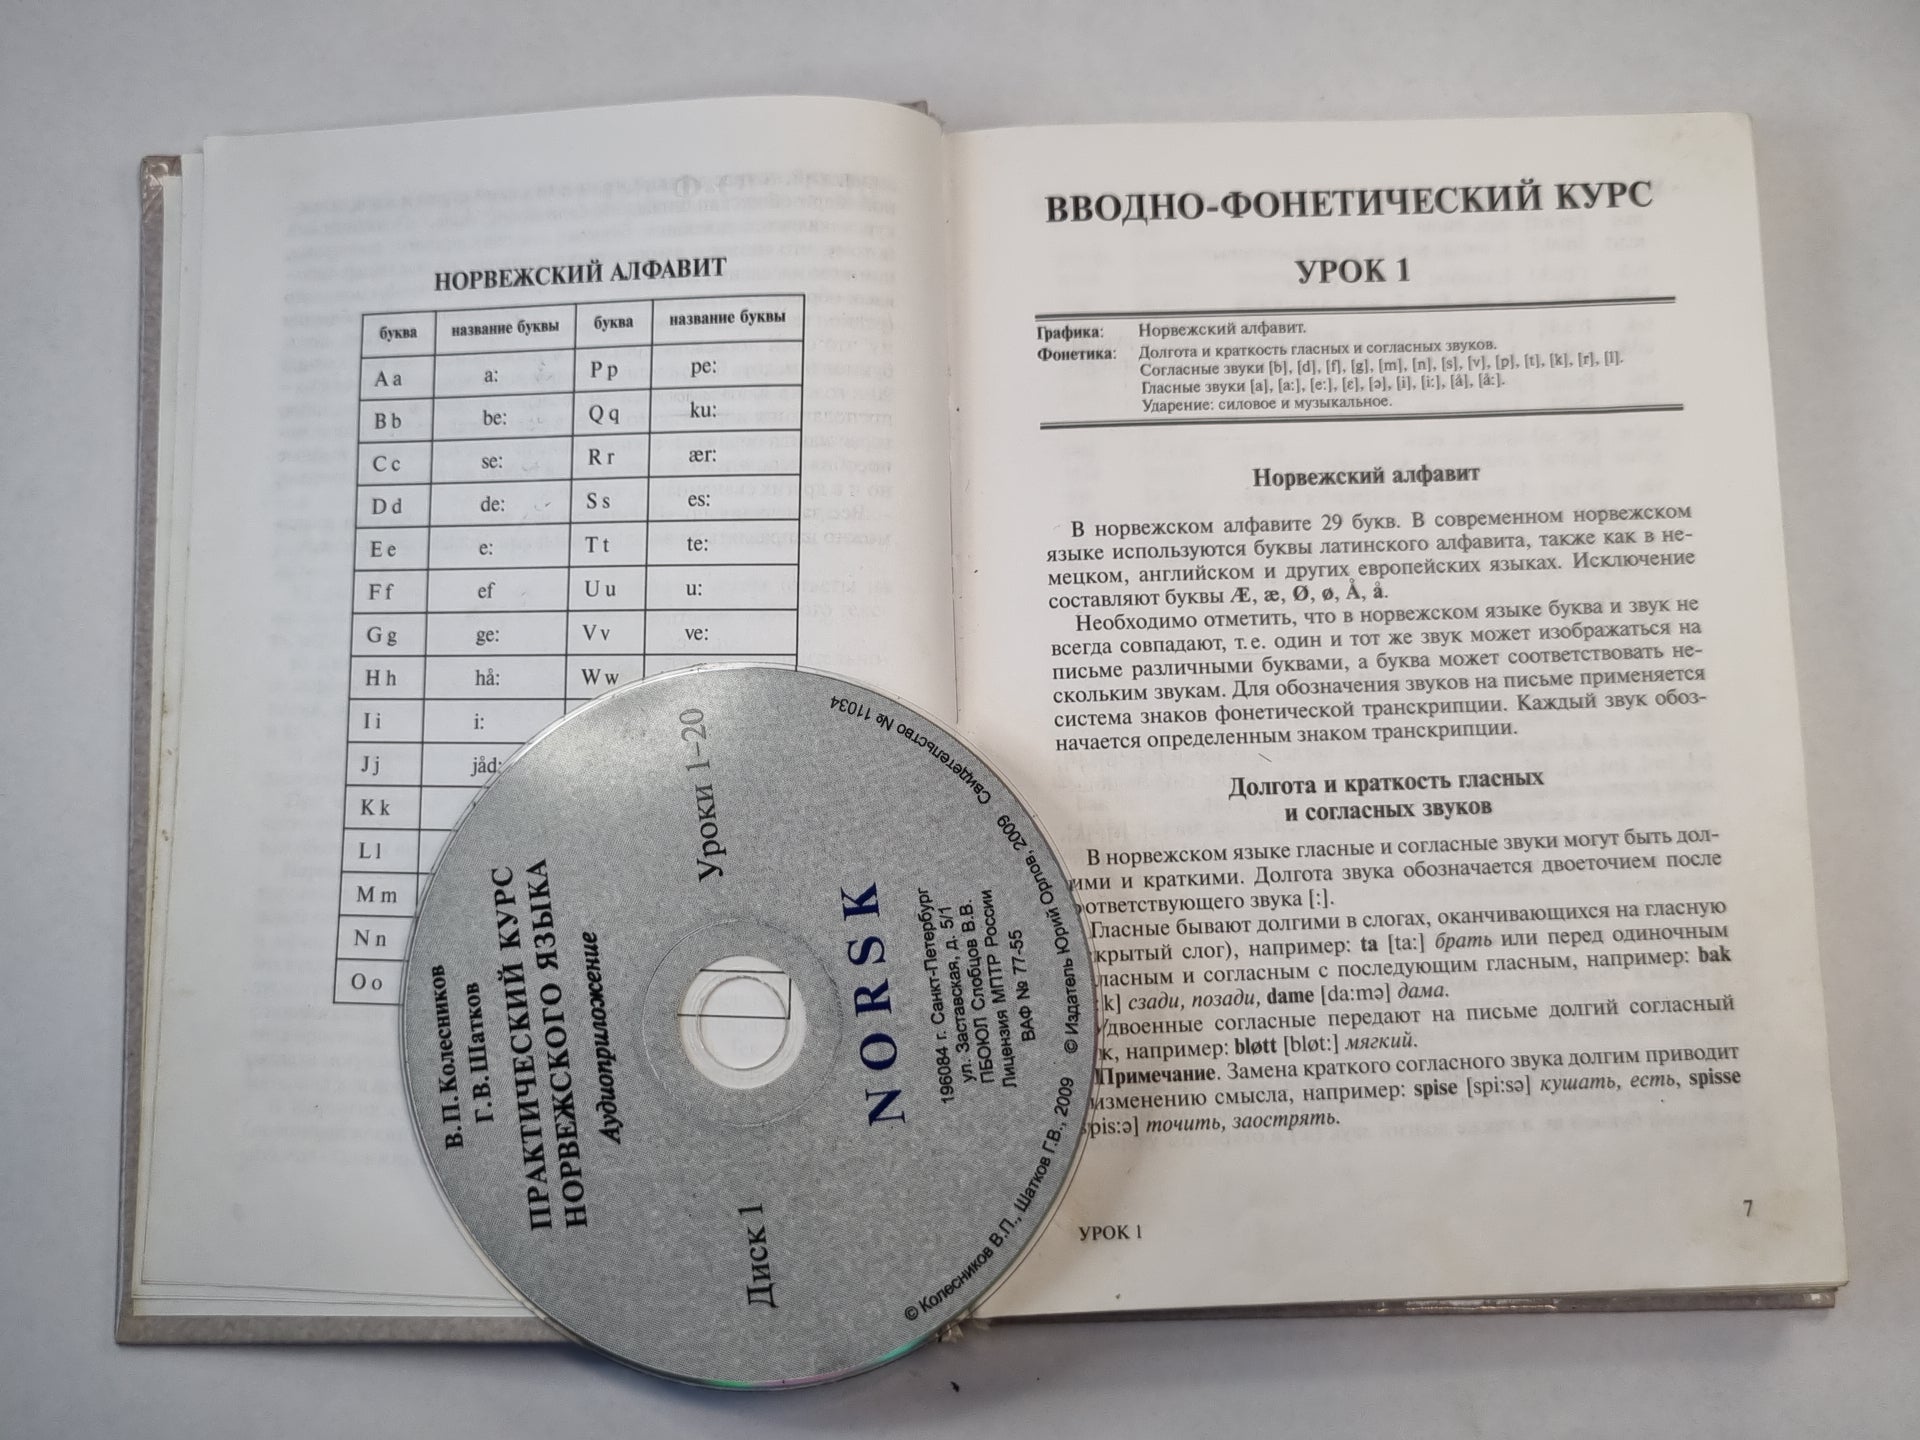 НОРВЕЖСКИЙ АЛФАВИТ
буква название буквы буква название буквы
A a a: P p pe:
B b be: Q q ku:
C c se: R r ær:
D d de: S s es:
E e e: T t te:
F f ef U u u:
G g ge: V v ve:
H h hå: W w
I i i:
J j jåd:
K k
L l
M m
N n
O o
В.П.Колесников
Г.В.Шатков
ПРАКТИЧЕСКИЙ КУРС
НОРВЕЖСКОГО ЯЗЫКА
Аудиоприложение
Диск 1 Уроки 1–20
NORSK
196084 г. Санкт-Петербург
ул. Заставская, д. 5/1
ПБОЮЛ Слобцов В.В.
Лицензия МПТР России
ВАФ № 77-55
© Колесников В.П., Шатков Г.В., 2009 © Издатель Юрий Орлов, 2009 Свидетельство № 11034
ВВОДНО-ФОНЕТИЧЕСКИЙ КУРС
УРОК 1
Графика: Норвежский алфавит.
Фонетика: Долгота и краткость гласных и согласных звуков.
Согласные звуки [b], [d], [f], [g], [m], [n], [s], [v], [p], [t], [k], [r], [l].
Гласные звуки [a], [a:], [e:], [ɛ], [ə], [i], [i:], [å], [å:].
Ударение: силовое и музыкальное.
Норвежский алфавит
В норвежском алфавите 29 букв. В современном норвежском
языке используются буквы латинского алфавита, также как в не-
мецком, английском и других европейских языках. Исключение
составляют буквы Æ, æ, Ø, ø, Å, å.
Необходимо отметить, что в норвежском языке буква и звук не
всегда совпадают, т. е. один и тот же звук может изображаться на
письме различными буквами, а буква может соответствовать не-
скольким звукам. Для обозначения звуков на письме применяется
система знаков фонетической транскрипции. Каждый звук обоз-
начается определенным знаком транскрипции.
Долгота и краткость гласных
и согласных звуков
В норвежском языке гласные и согласные звуки могут быть дол-
гими и краткими. Долгота звука обозначается двоеточием после
соответствующего звука [:].
Гласные бывают долгими в слогах, оканчивающихся на гласную
крытый слог), например: ta [ta:] брать или перед одиночным
гласным и согласным с последующим гласным, например: bak
:k] сзади, позади, dame [da:mə] дама.
Удвоенные согласные передают на письме долгий согласный
к, например: bløtt [bløt:] мягкий.
Примечание. Замена краткого согласного звука долгим приводит
изменению смысла, например: spise [spi:sə] кушать, есть, spisse
spis:ə] точить, заострять.
УРОК 1
7